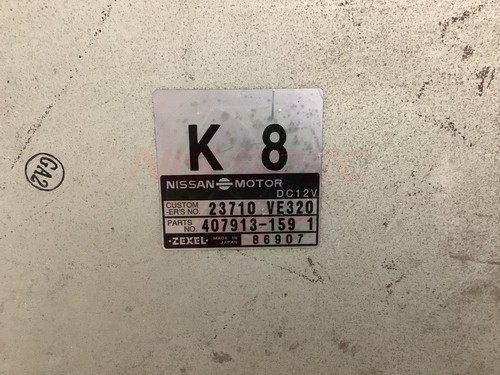 K 8
NISSAN MOTOR
DC12V
CUSTOM
-ER'S NO. 23710 VE320
PARTS
NO. 407913-159 1
ZEXEL MADE IN
JAPAN 86907
GA2